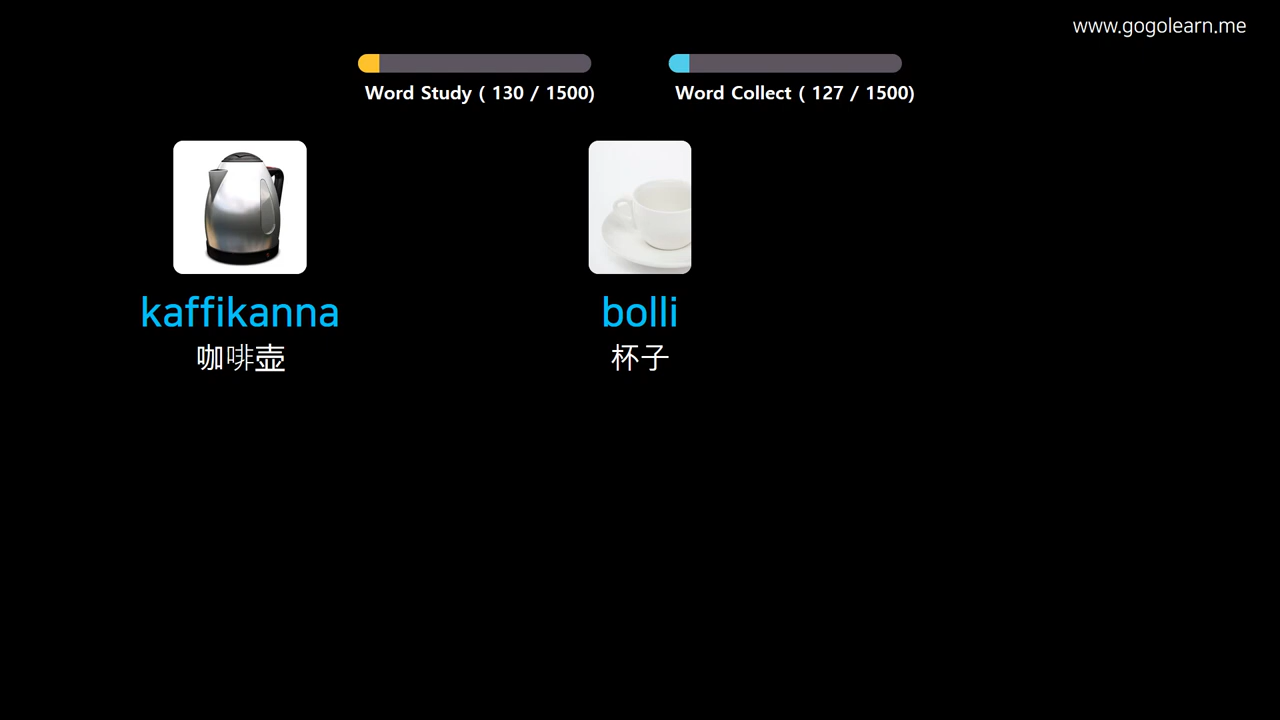 www.gogolearn.me
Word Study ( 130 / 1500)
Word Collect ( 127 / 1500)
kaffikanna
咖啡壶
bolli
杯子